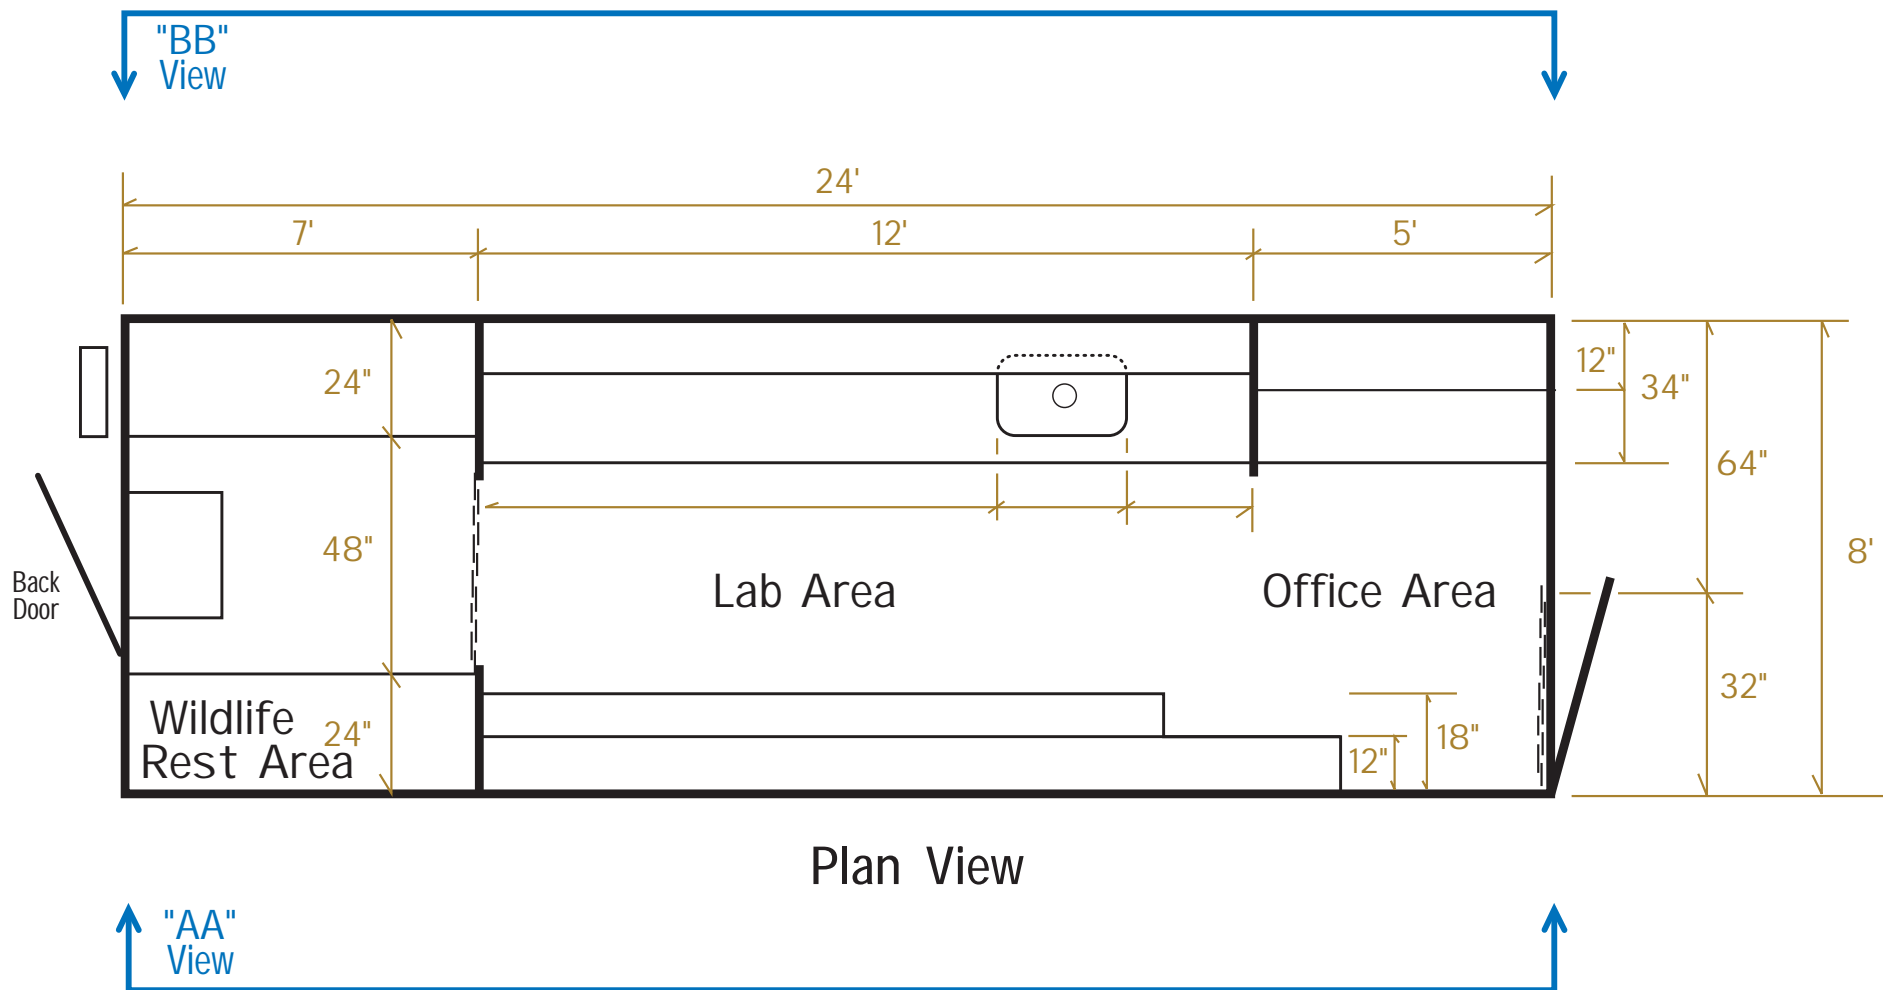 "BB"
View
24'
7'
12'
5'
24"
12"
34"
64"
48"
8'
Back
Door
Lab Area
Office Area
32"
Wildlife
24"
Rest Area
18"
12"
Plan View
"AA"
View